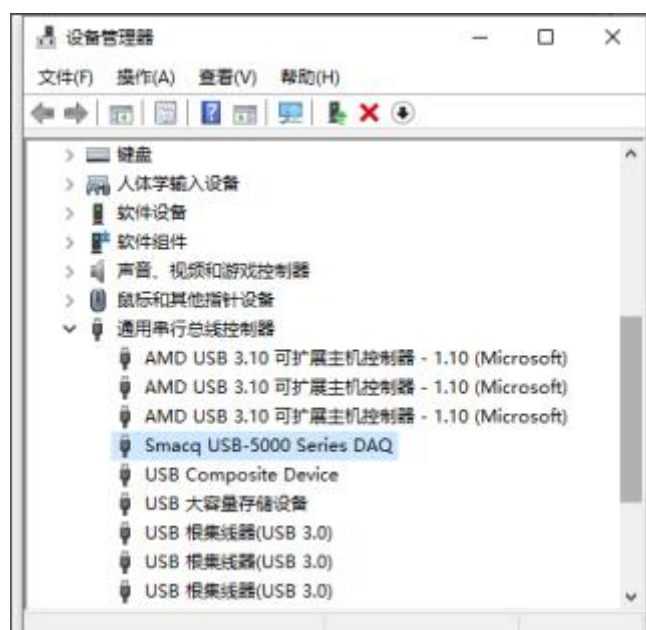 设备管理器
文件(F) 操作(A) 查看(V) 帮助(H)
键盘
人体学输入设备
软件设备
软件组件
声音、视频和游戏控制器
鼠标和其他指针设备
通用串行总线控制器
AMD USB 3.10 可扩展主机控制器 - 1.10 (Microsoft)
AMD USB 3.10 可扩展主机控制器 - 1.10 (Microsoft)
AMD USB 3.10 可扩展主机控制器 - 1.10 (Microsoft)
Smacq USB-5000 Series DAQ
USB Composite Device
USB 大容量存储设备
USB 根集线器(USB 3.0)
USB 根集线器(USB 3.0)
USB 根集线器(USB 3.0)